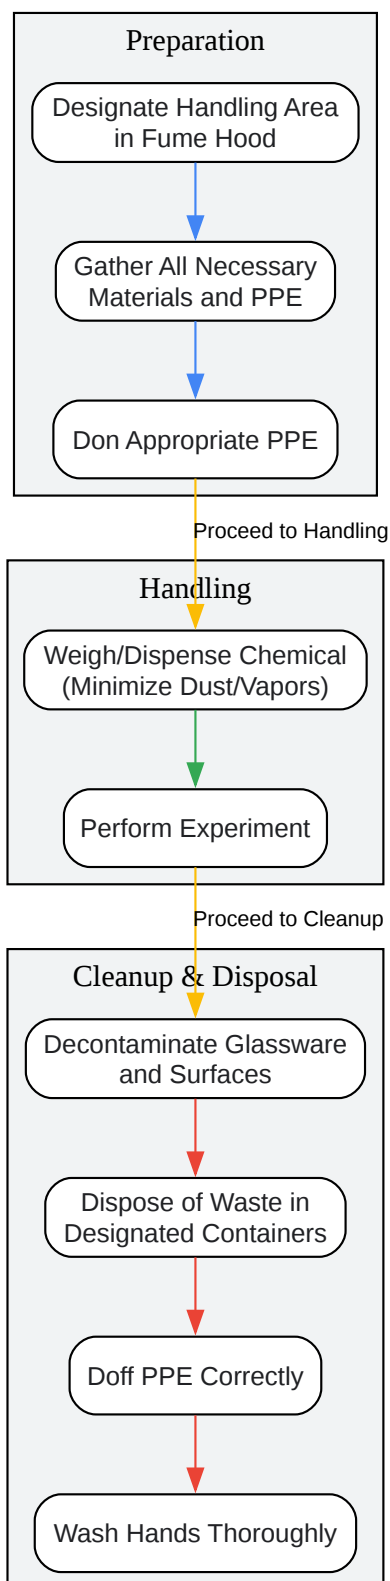 Preparation
Designate Handling Area
in Fume Hood
Gather All Necessary
Materials and PPE
Don Appropriate PPE
Proceed to Handling
Handling
Weigh/Dispense Chemical
(Minimize Dust/Vapors)
Perform Experiment
Proceed to Cleanup
Cleanup & Disposal
Decontaminate Glassware
and Surfaces
Dispose of Waste in
Designated Containers
Doff PPE Correctly
Wash Hands Thoroughly